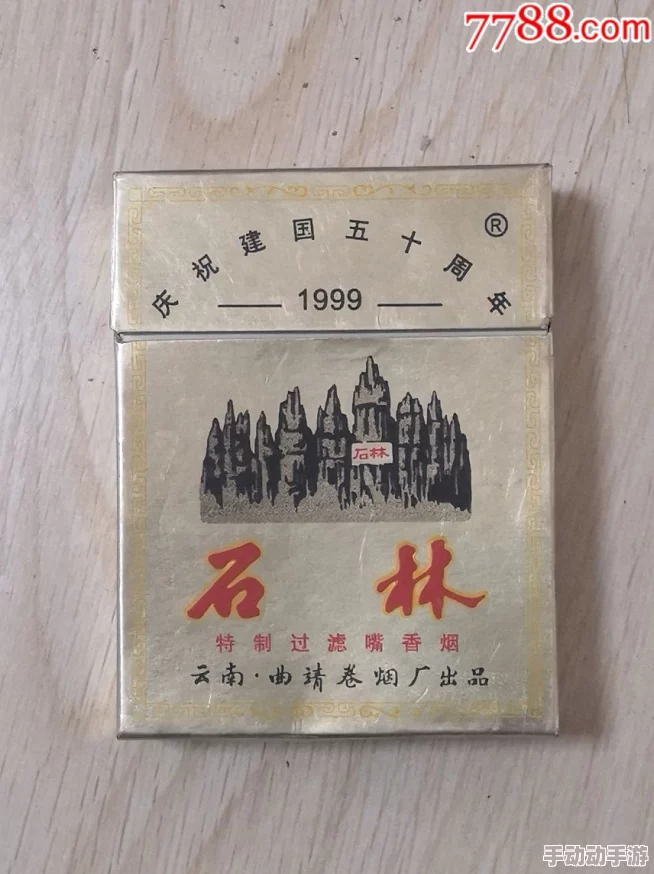 7788.com
庆祝建国五十周年
®
1999
石林
石林
特制过滤嘴香烟
云南·曲靖卷烟厂出品
手动动手游